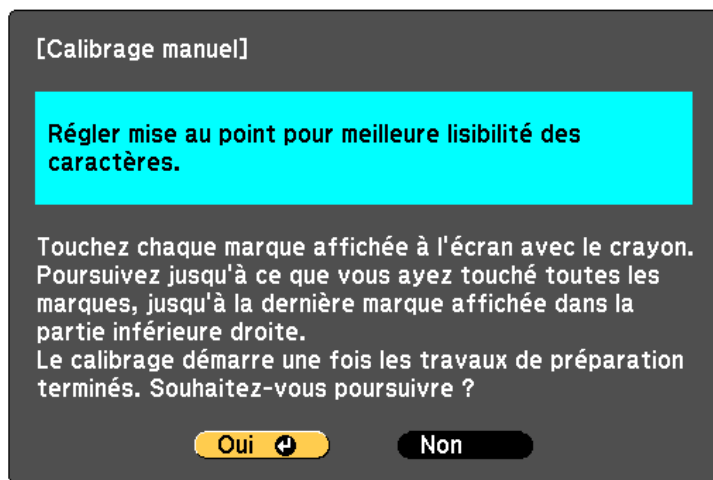 [Calibrage manuel]
Régler mise au point pour meilleure lisibilité des
caractères.
Touchez chaque marque affichée à l'écran avec le crayon.
Poursuivez jusqu'à ce que vous ayez touché toutes les
marques, jusqu'à la dernière marque affichée dans la
partie inférieure droite.
Le calibrage démarre une fois les travaux de préparation
terminés. Souhaitez-vous poursuivre ?
Oui Non